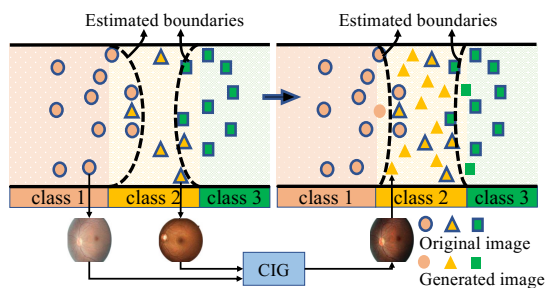 Estimated boundaries
Estimated boundaries
class 1
class 2
class 3
class 1
class 2
class 3
Original image
CIG
Generated image